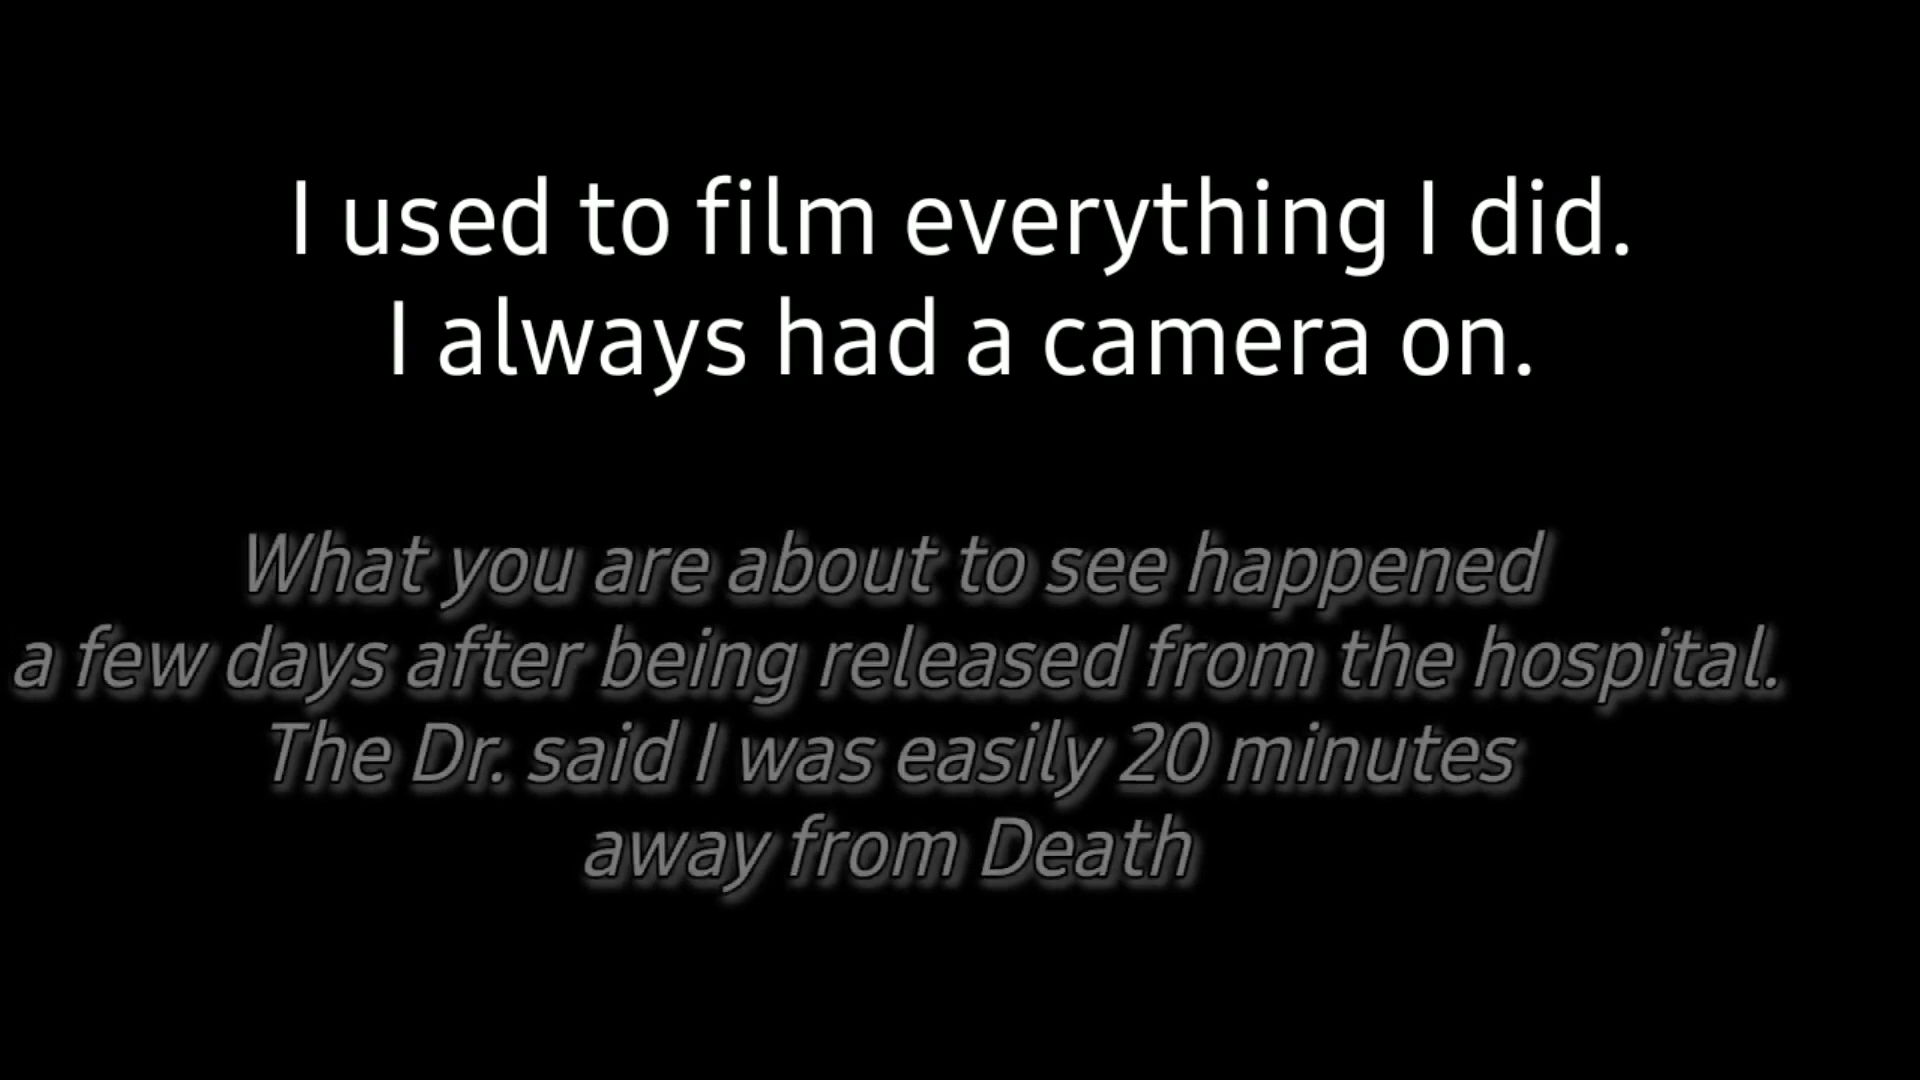 I used to film everything I did.
I always had a camera on.
What you are about to see happened
a few days after being released from the hospital.
The Dr. said I was easily 20 minutes
away from Death